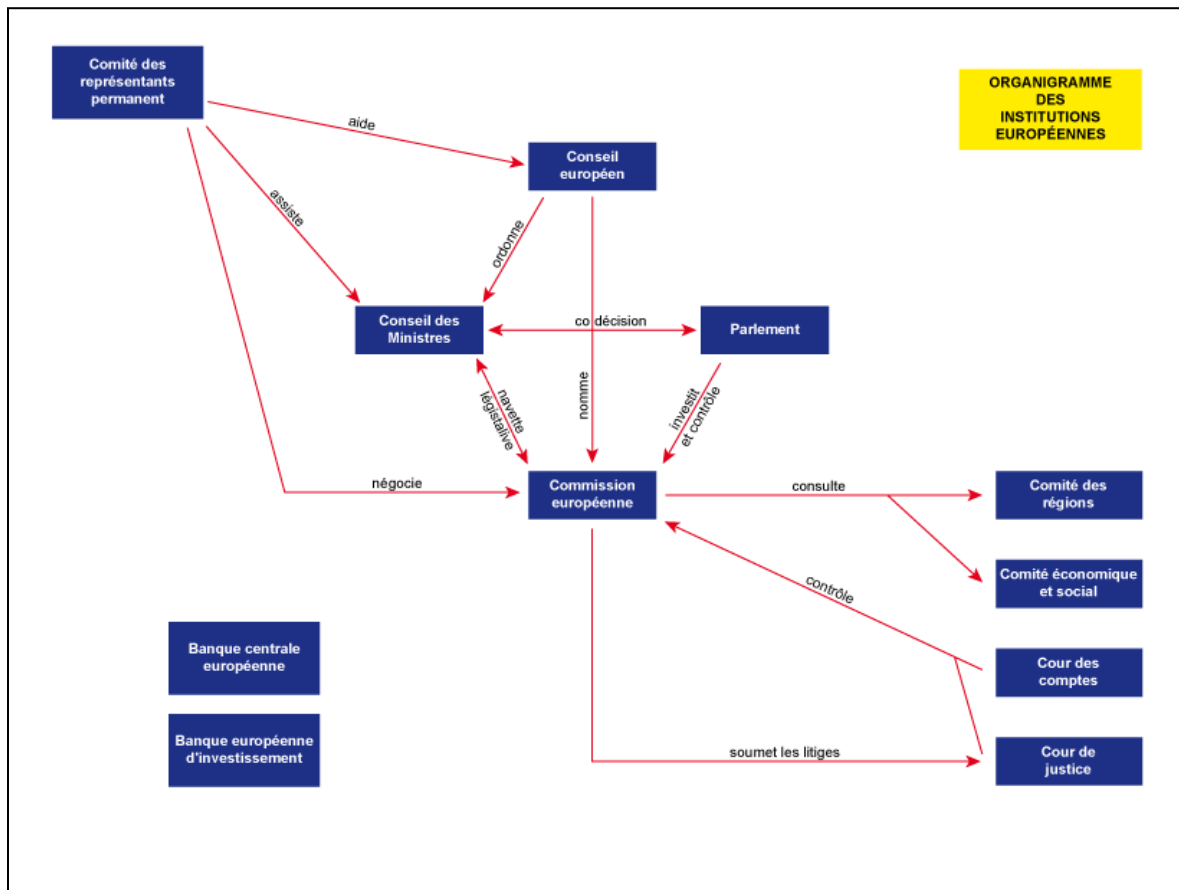 Comité des
représentants
permanent
ORGANIGRAMME
DES
INSTITUTIONS
EUROPÉENNES
aide
Conseil
européen
assiste
ordonne
Conseil des
Ministres
co décision
Parlement
navette
légistalive
nomme
investit
et contrôle
négocie
Commission
européenne
consulte
Comité des
régions
Comité économique
et social
contrôle
Banque centrale
européenne
Cour des
comptes
Banque européenne
d'investissement
soumet les litiges
Cour de
justice